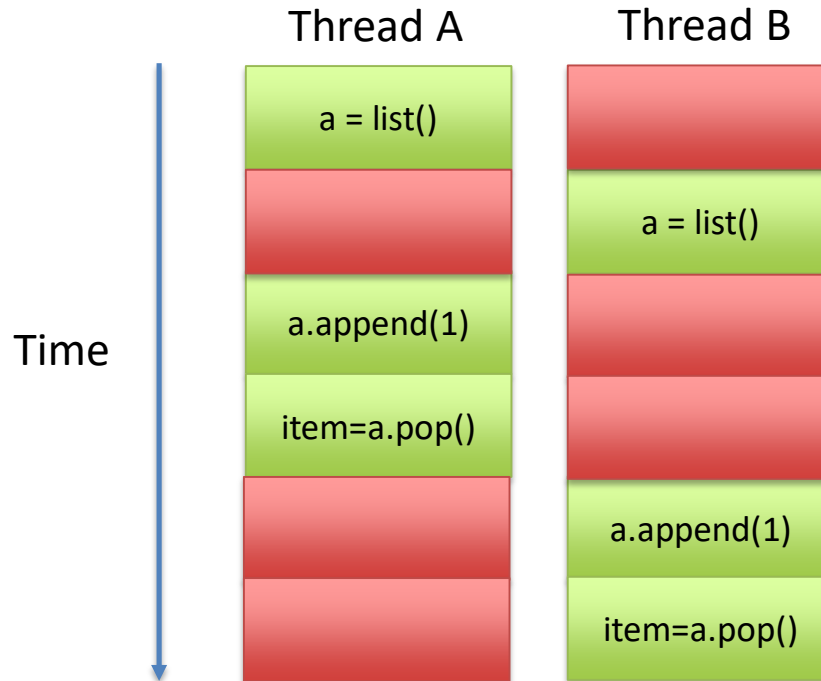 Thread A
Thread B
a = list()
a = list()
a.append(1)
Time
item=a.pop()
a.append(1)
item=a.pop()